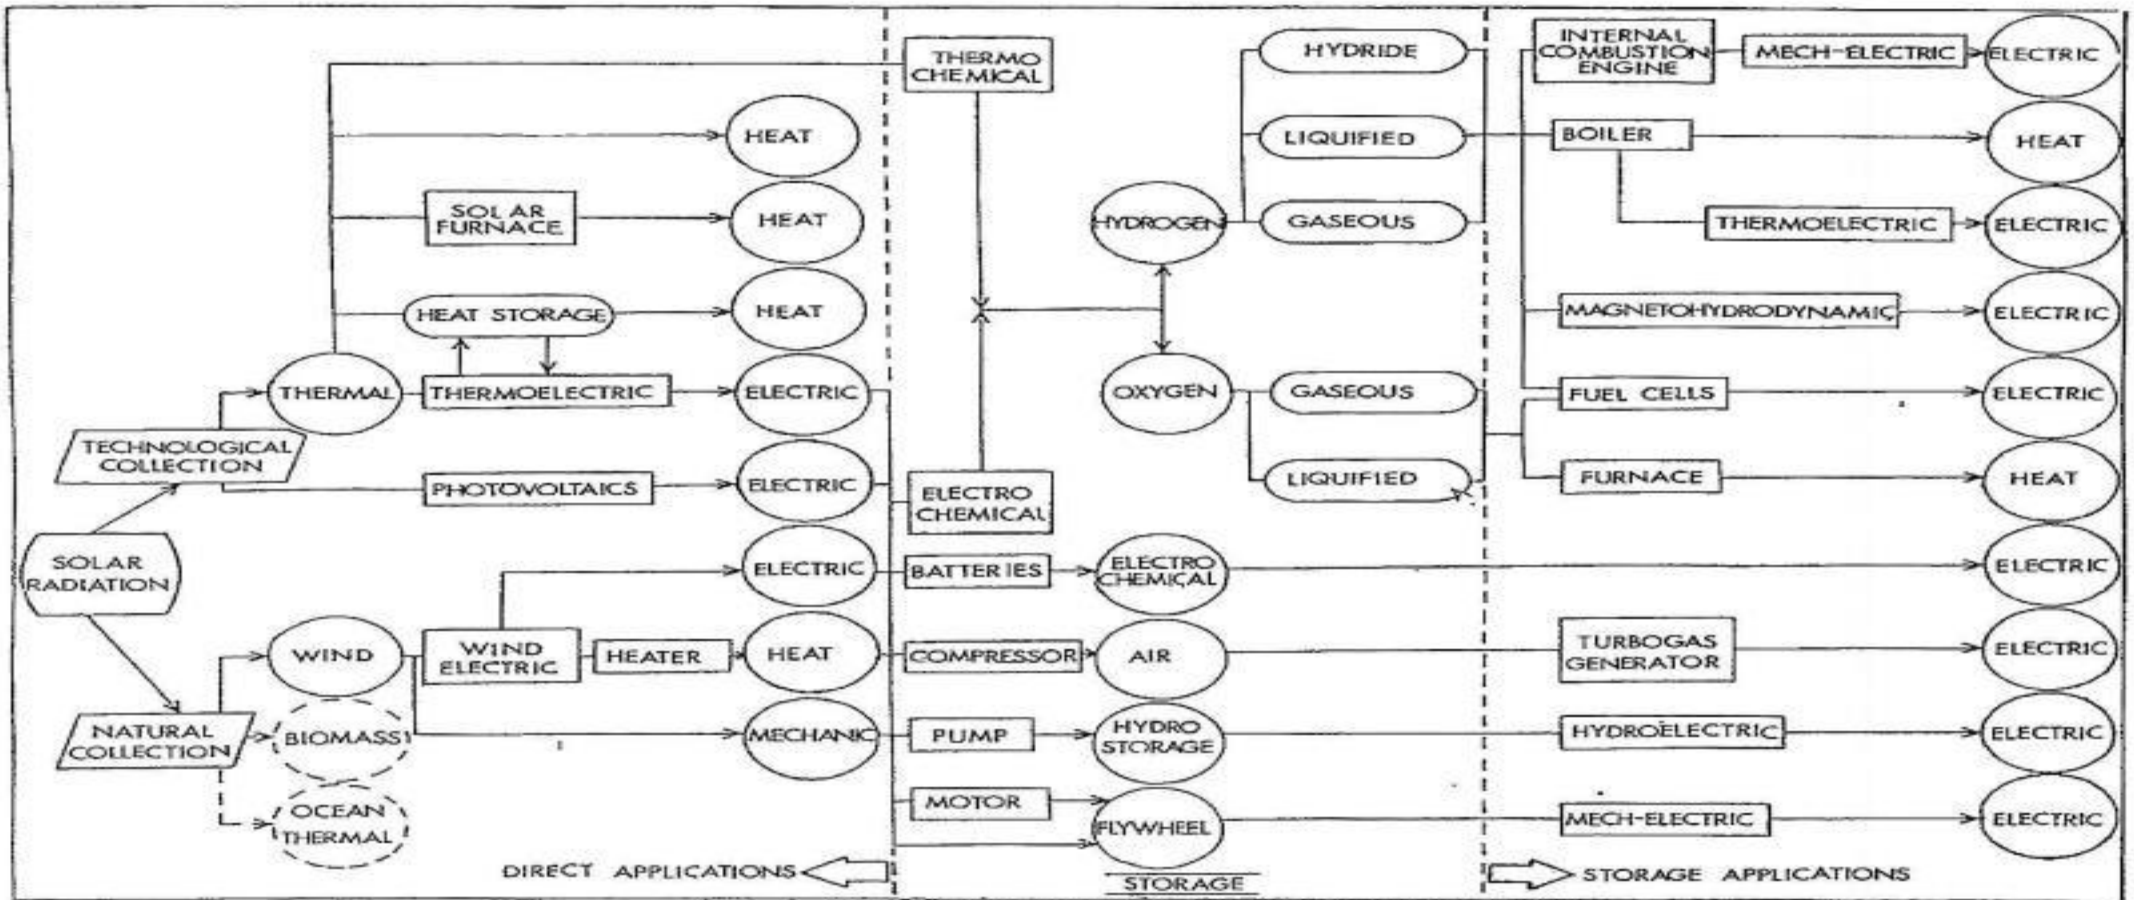 THERMO
CHEMICAL
HYDRIDE
INTERNAL
COMBUSTION
ENGINE
MECH-ELECTRIC
ELECTRIC
HEAT
LIQUIFIED
BOILER
HEAT
SOLAR
FURNACE
HEAT
HYDROGEN
GASEOUS
THERMOELECTRIC
ELECTRIC
HEAT STORAGE
HEAT
MAGNETOHYDRODYNAMIC
ELECTRIC
THERMAL
THERMOELECTRIC
ELECTRIC
OXYGEN
GASEOUS
FUEL CELLS
ELECTRIC
TECHNOLOGICAL
COLLECTION
PHOTOVOLTAICS
ELECTRIC
ELECTRO
CHEMICAL
LIQUIFIED
FURNACE
HEAT
SOLAR
RADIATION
ELECTRIC
BATTERIES
ELECTRO
CHEMICAL
ELECTRIC
WIND
WIND
ELECTRIC
HEATER
HEAT
COMPRESSOR
AIR
TURBOGAS
GENERATOR
ELECTRIC
NATURAL
COLLECTION
BIOMASS
MECHANIC
PUMP
HYDRO
STORAGE
HYDROELECTRIC
ELECTRIC
OCEAN
THERMAL
MOTOR
FLYWHEEL
MECH-ELECTRIC
ELECTRIC
DIRECT APPLICATIONS
STORAGE
STORAGE APPLICATIONS